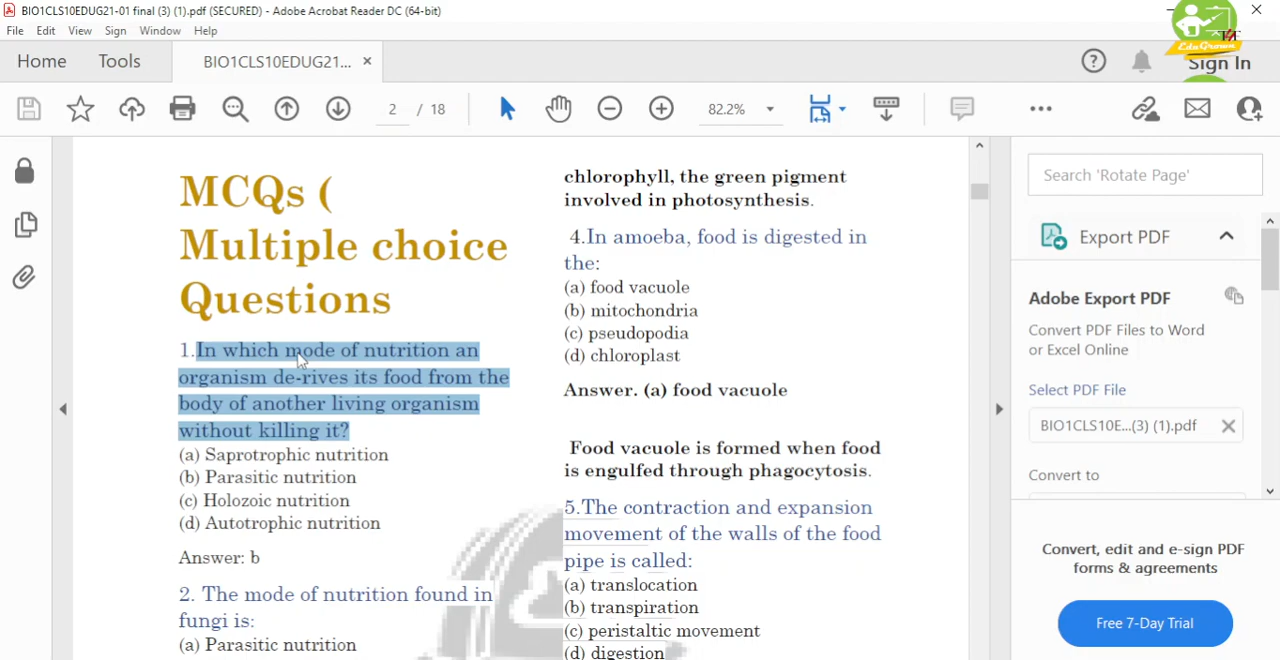 BIO1CLS10EDUG21-01 final (3) (1).pdf (SECURED) - Adobe Acrobat Reader DC (64-bit)
File Edit View Sign Window Help
EduGrown
Home Tools BIO1CLS10EDUG21... × Sign In
2 / 18 82.2%
MCQs (
Multiple choice
Questions
1.In which mode of nutrition an
organism de-rives its food from the
body of another living organism
without killing it?
(a) Saprotrophic nutrition
(b) Parasitic nutrition
(c) Holozoic nutrition
(d) Autotrophic nutrition
Answer: b
2. The mode of nutrition found in
fungi is:
(a) Parasitic nutrition
chlorophyll, the green pigment
involved in photosynthesis.
4.In amoeba, food is digested in
the:
(a) food vacuole
(b) mitochondria
(c) pseudopodia
(d) chloroplast
Answer. (a) food vacuole
Food vacuole is formed when food
is engulfed through phagocytosis.
5.The contraction and expansion
movement of the walls of the food
pipe is called:
(a) translocation
(b) transpiration
(c) peristaltic movement
(d) digestion
Search 'Rotate Page'
Export PDF
Adobe Export PDF
Convert PDF Files to Word
or Excel Online
Select PDF File
BIO1CLS10E...(3) (1).pdf
Convert to
Convert, edit and e-sign PDF
forms & agreements
Free 7-Day Trial